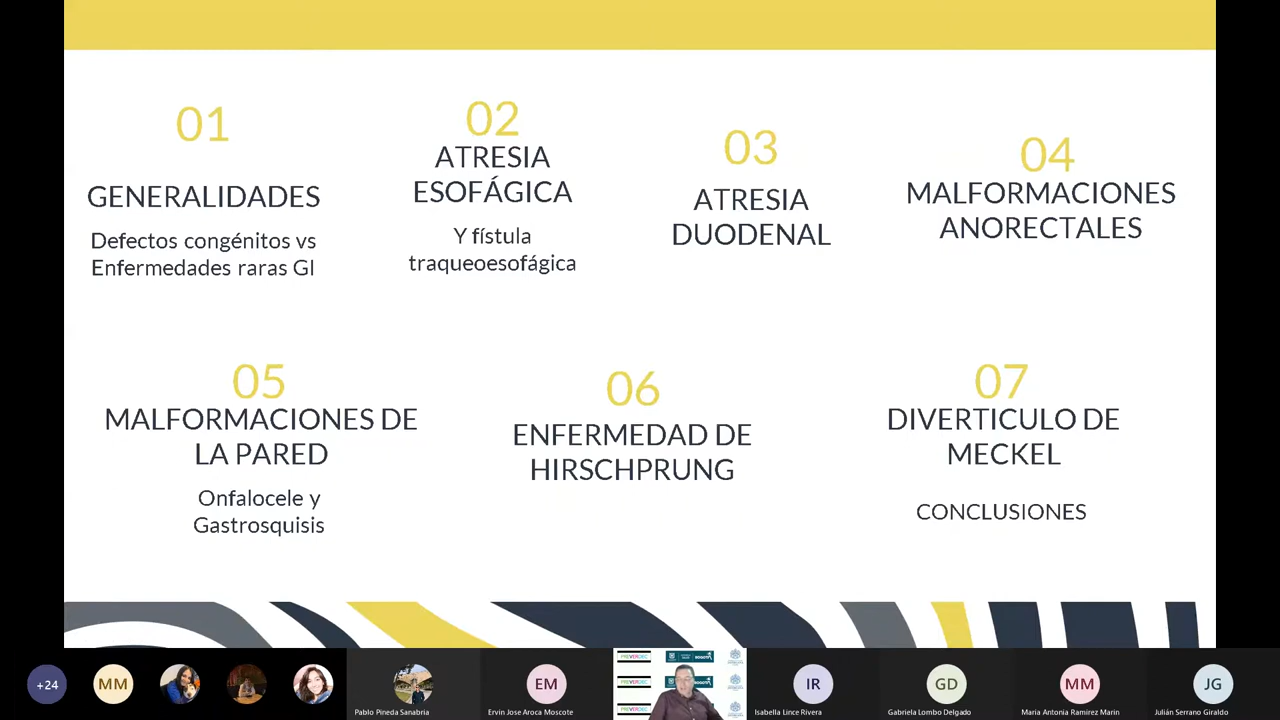 01
GENERALIDADES
Defectos congénitos vs
Enfermedades raras GI
02
ATRESIA
ESOFÁGICA
Y fístula
traqueoesofágica
03
ATRESIA
DUODENAL
04
MALFORMACIONES
ANORECTALES
05
MALFORMACIONES DE
LA PARED
Onfalocele y
Gastrosquisis
06
ENFERMEDAD DE
HIRSCHPRUNG
07
DIVERTICULO DE
MECKEL
CONCLUSIONES
+24
MM
Pablo Pineda Sanabria
EM
Ervin Jose Aroca Moscote
IR
Isabella Lince Rivera
GD
Gabriela Lombo Delgado
MM
Maria Antonia Ramirez Marin
JG
Julián Serrano Giraldo